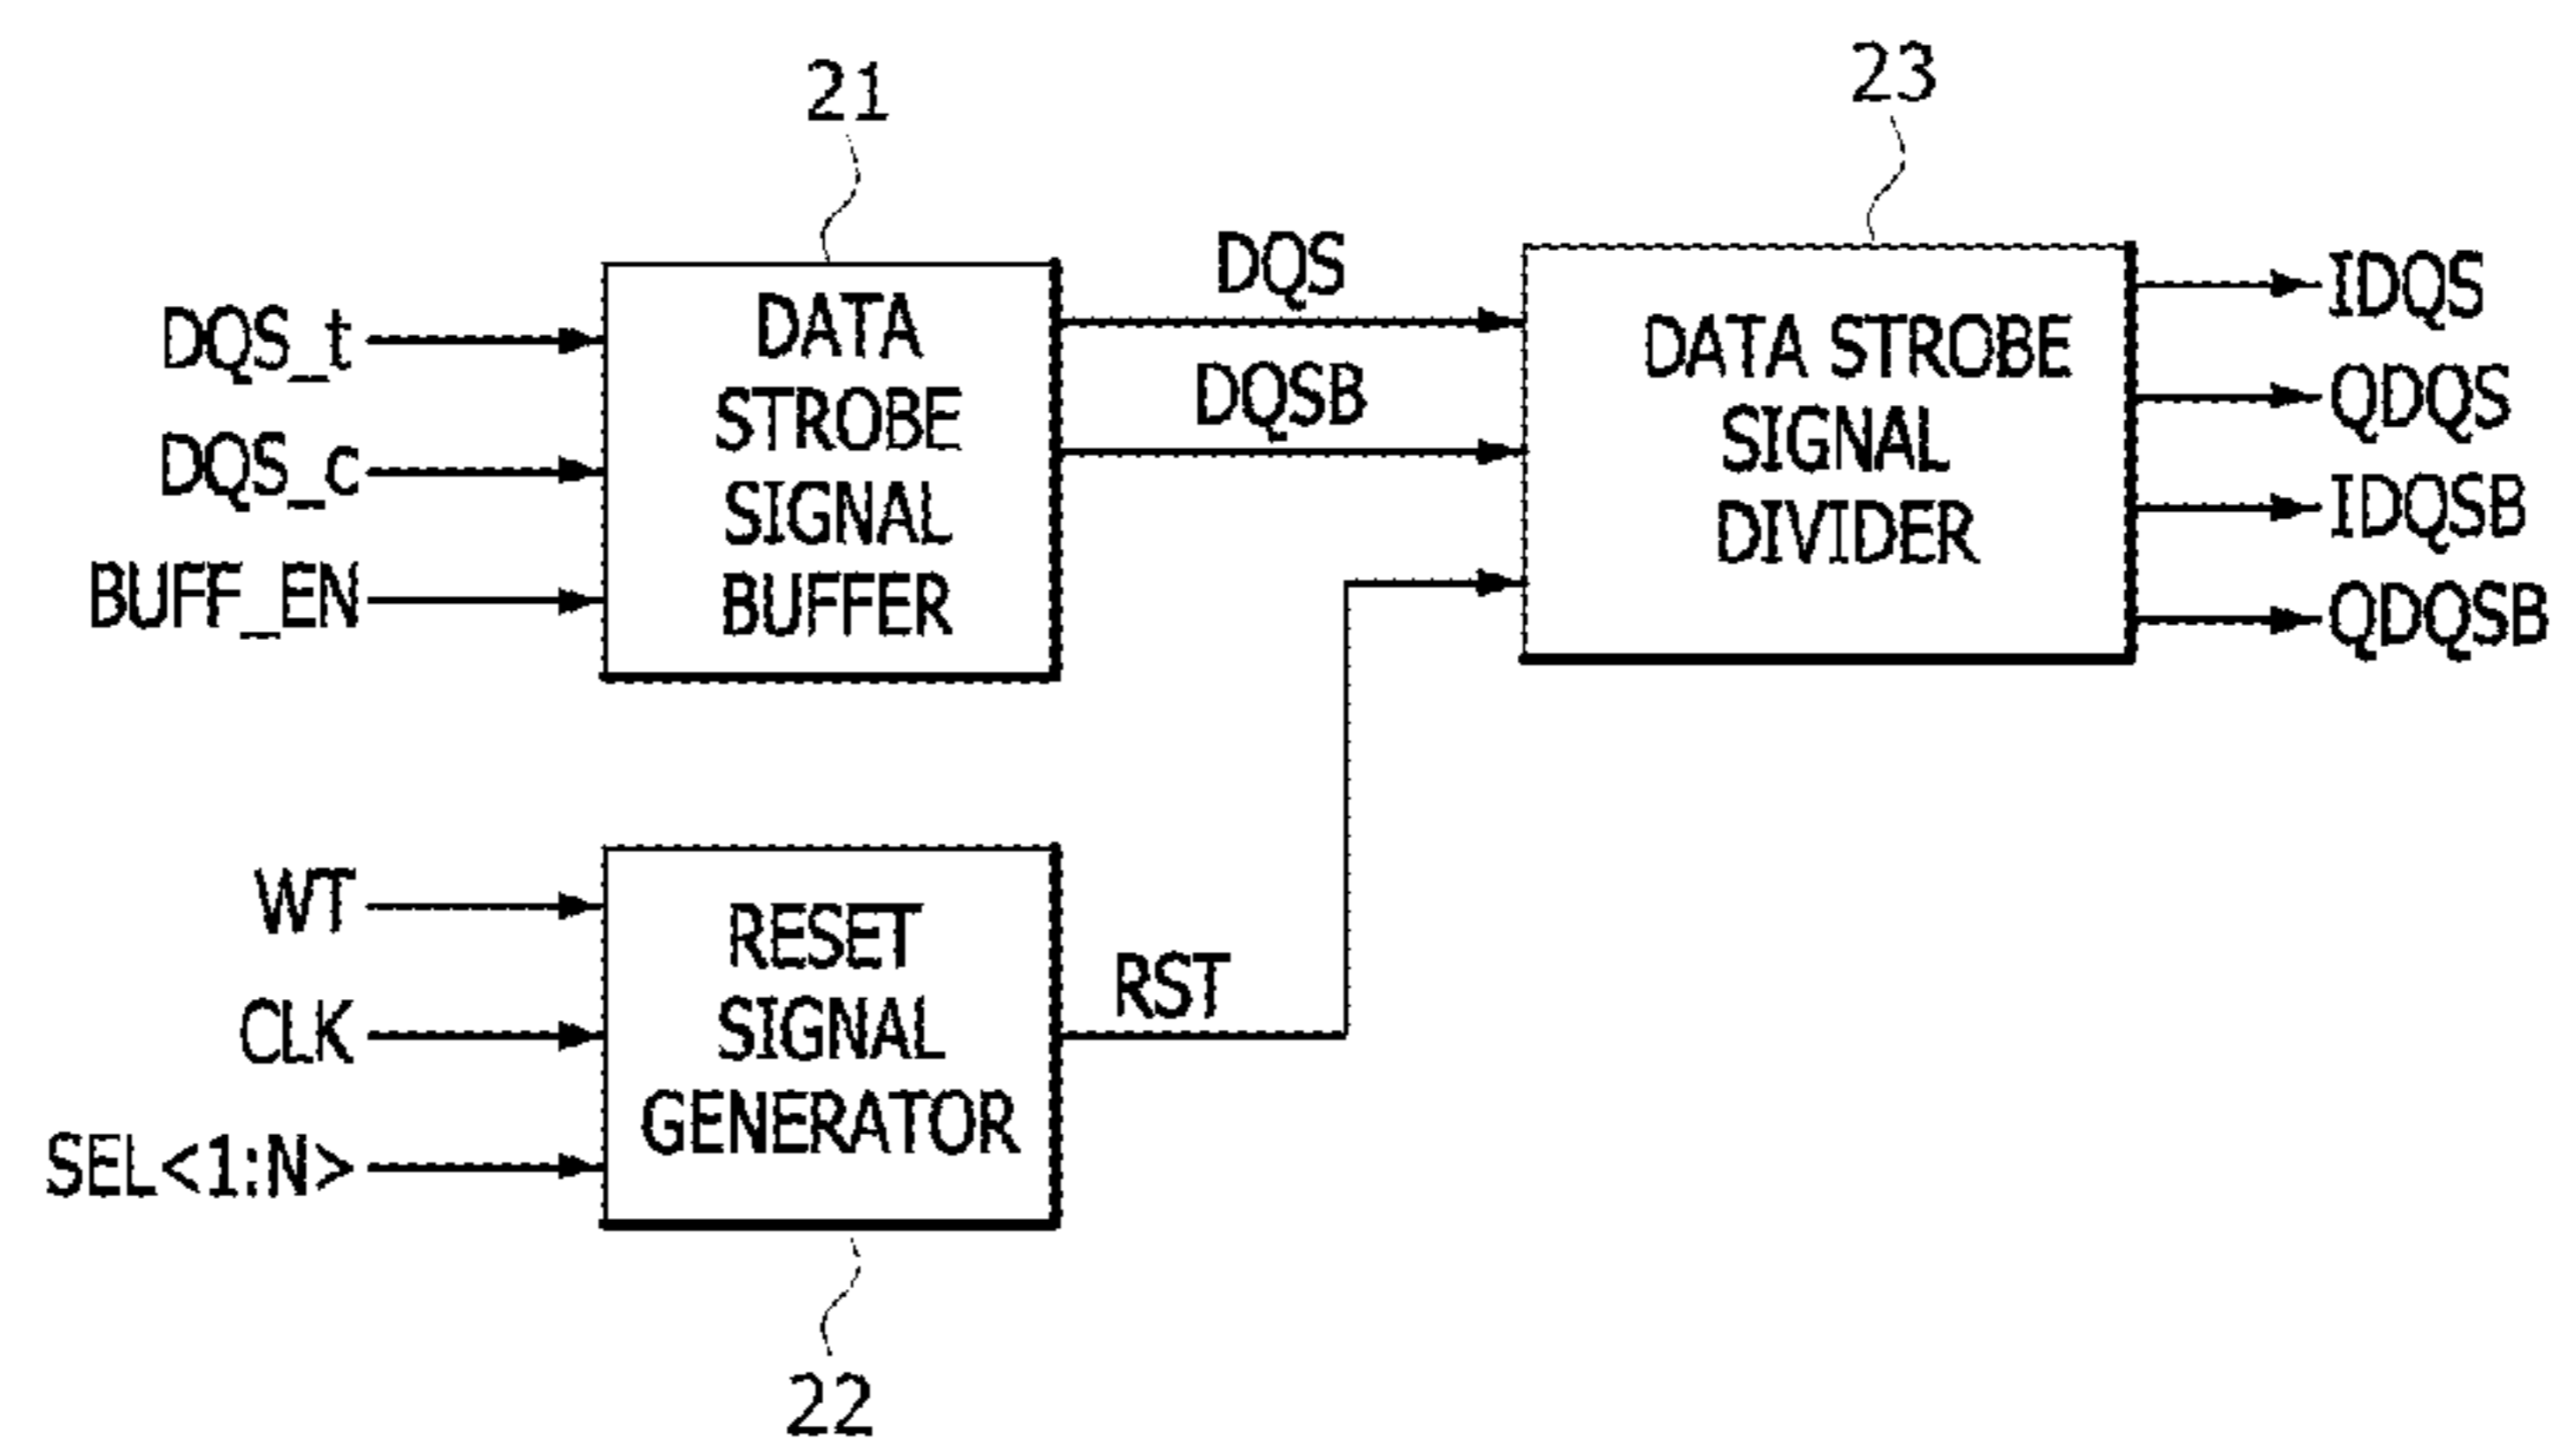 21
23
DQS_t
DQS_c
BUFF_EN
DATA
STROBE
SIGNAL
BUFFER
DQS
DQSB
DATA STROBE
SIGNAL
DIVIDER
IDQS
QDQS
IDQSB
QDQSB
WT
CLK
SEL<1:N>
RESET
SIGNAL
GENERATOR
RST
22